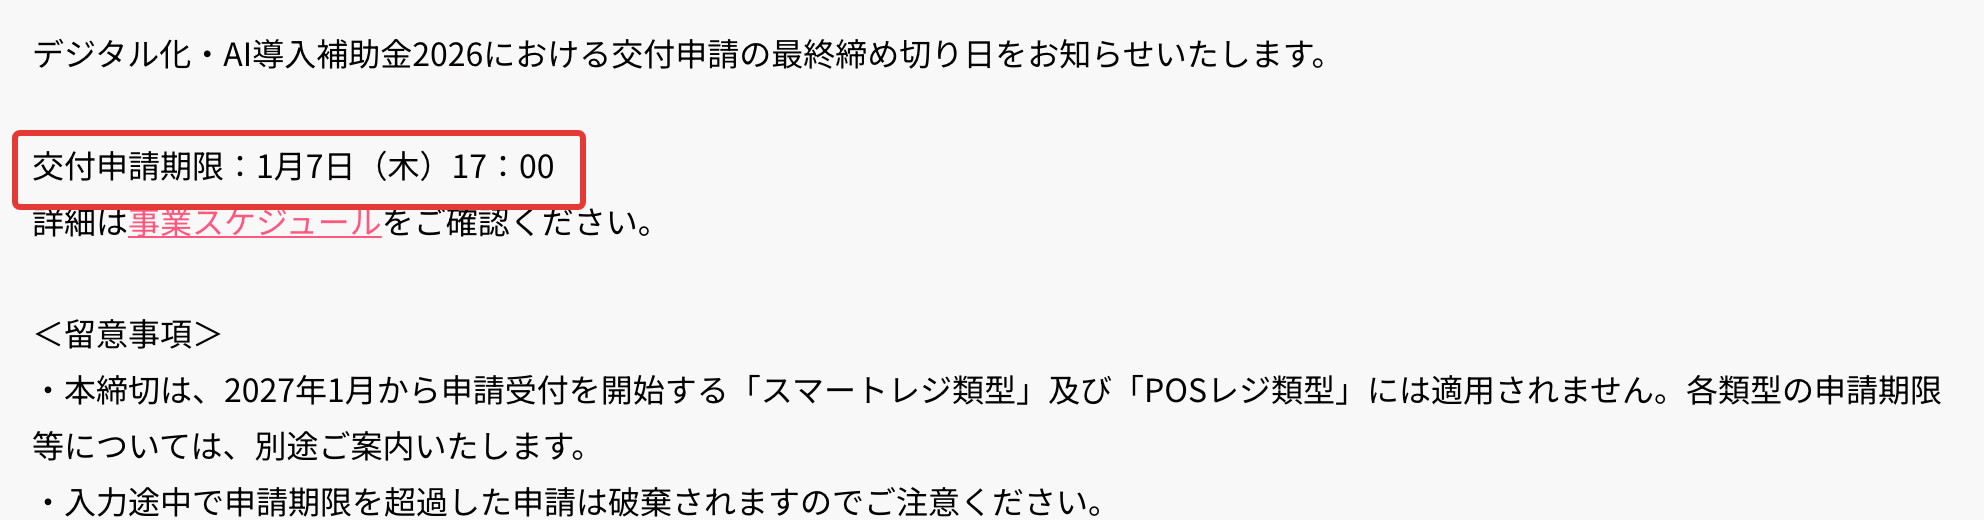 デジタル化・AI導入補助金2026における交付申請の最終締め切り日をお知らせいたします。
交付申請期限：1月7日（木）17：00
詳細は事業スケジュールをご確認ください。
＜留意事項＞
・本締切は、2027年1月から申請受付を開始する「スマートレジ類型」及び「POSレジ類型」には適用されません。各類型の申請期限
等については、別途ご案内いたします。
・入力途中で申請期限を超過した申請は破棄されますのでご注意ください。